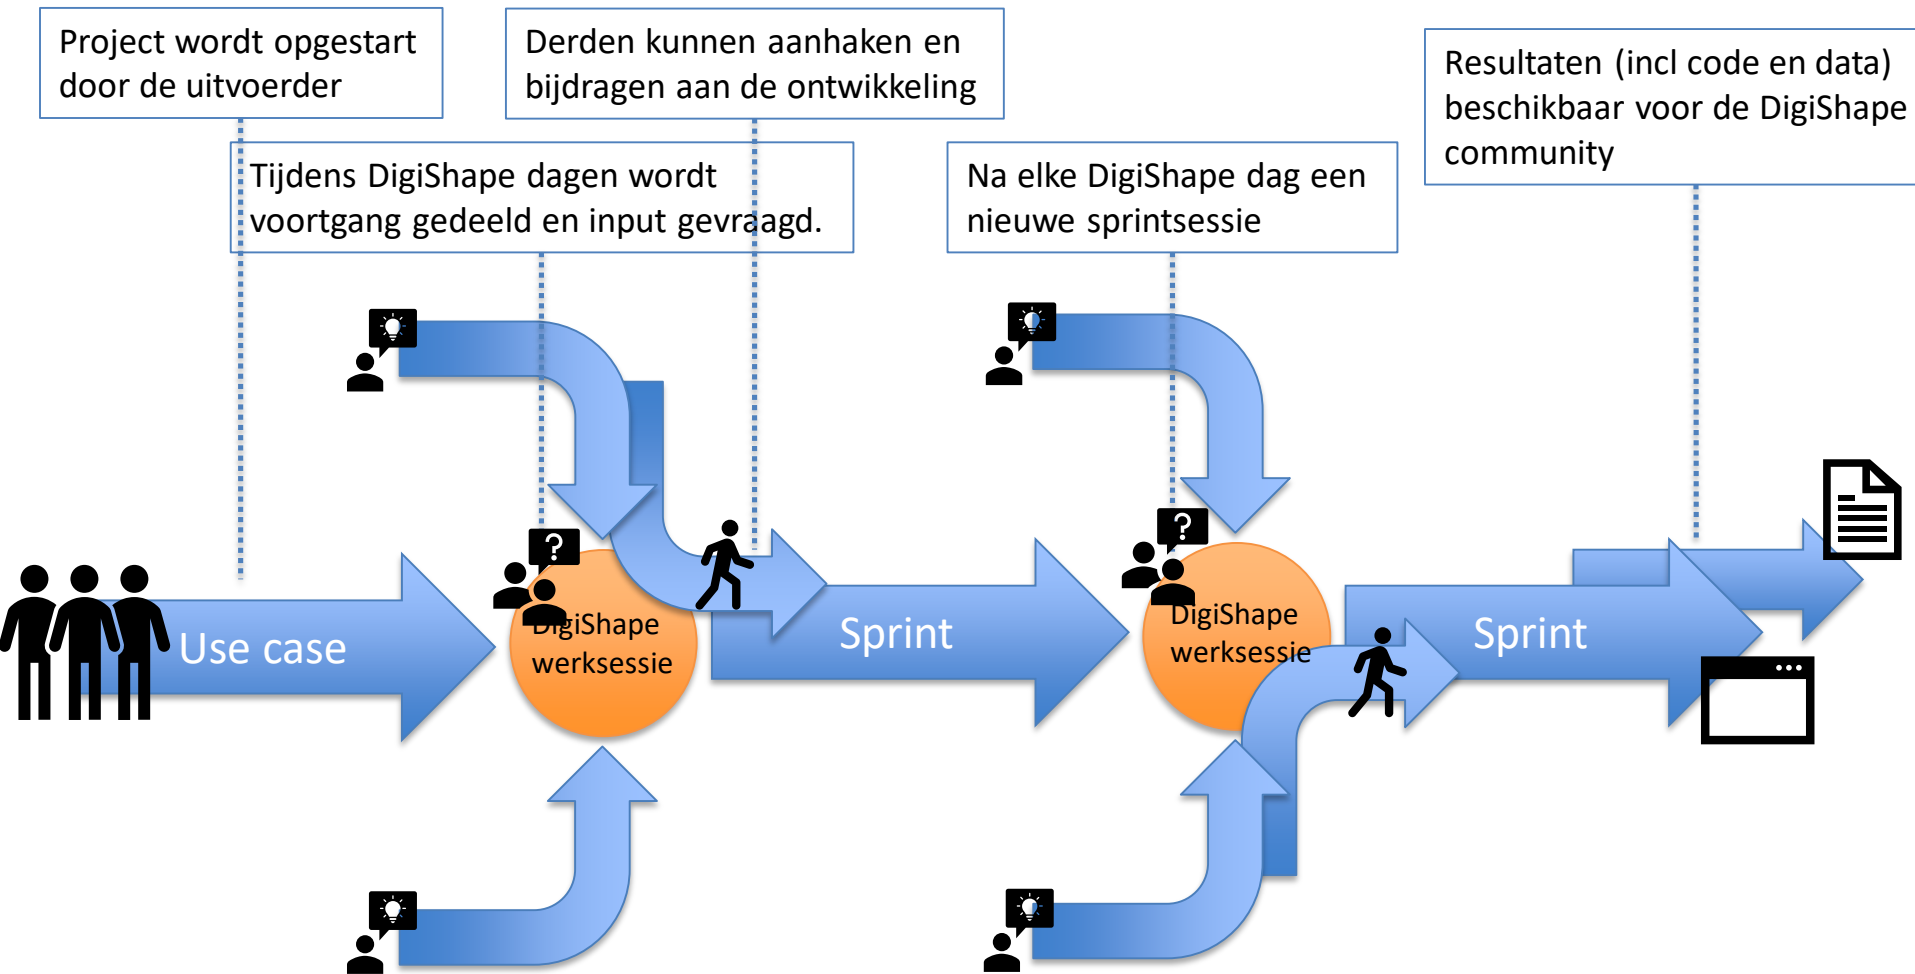 Project wordt opgestart
door de uitvoerder
Derden kunnen aanhaken en
bijdragen aan de ontwikkeling
Resultaten (incl code en data)
beschikbaar voor de DigiShape
community
Tijdens DigiShape dagen wordt
voortgang gedeeld en input gevraagd.
Na elke DigiShape dag een
nieuwe sprintsessie
?
?
Use case
DigiShape
werksessie
Sprint
DigiShape
werksessie
Sprint